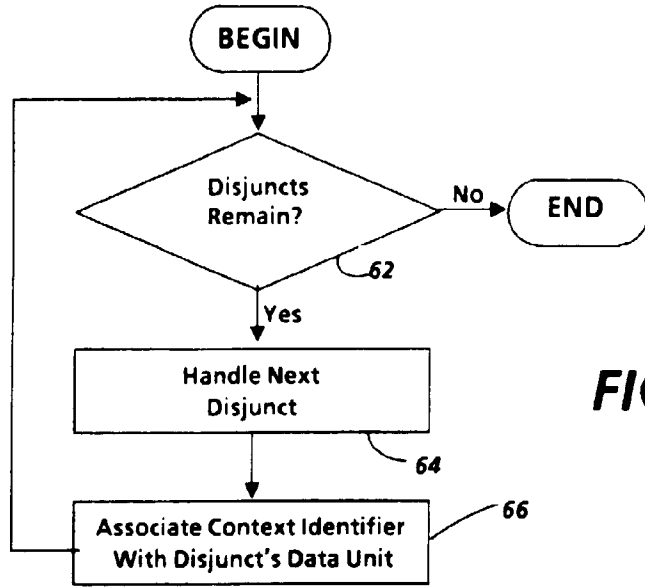 BEGIN
Disjuncts
Remain?
No
END
62
Yes
Handle Next
Disjunct
64
Associate Context Identifier
With Disjunct's Data Unit
66